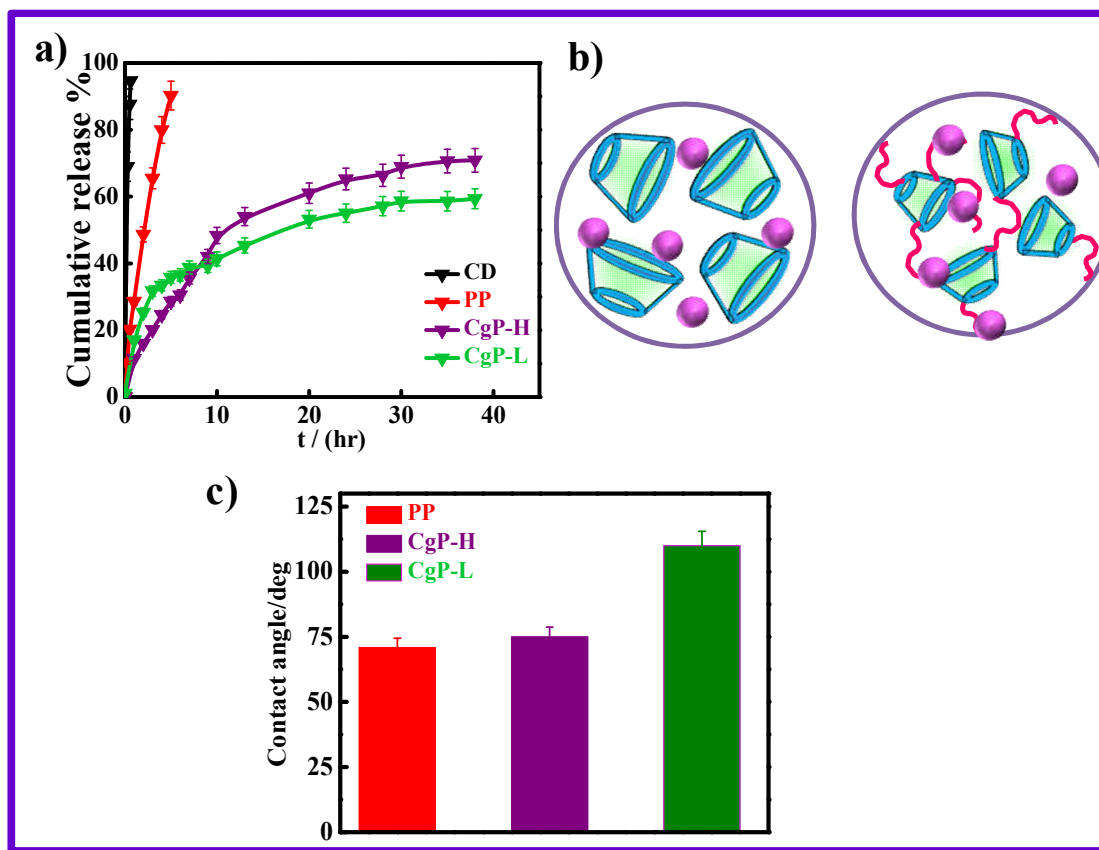 a)
Cumulative release %
100
80
60
40
20
0
0 10 20 30 40
t / (hr)
CD
PP
CgP-H
CgP-L
b)
c)
Contact angle/deg
125
100
75
50
25
0
PP
CgP-H
CgP-L